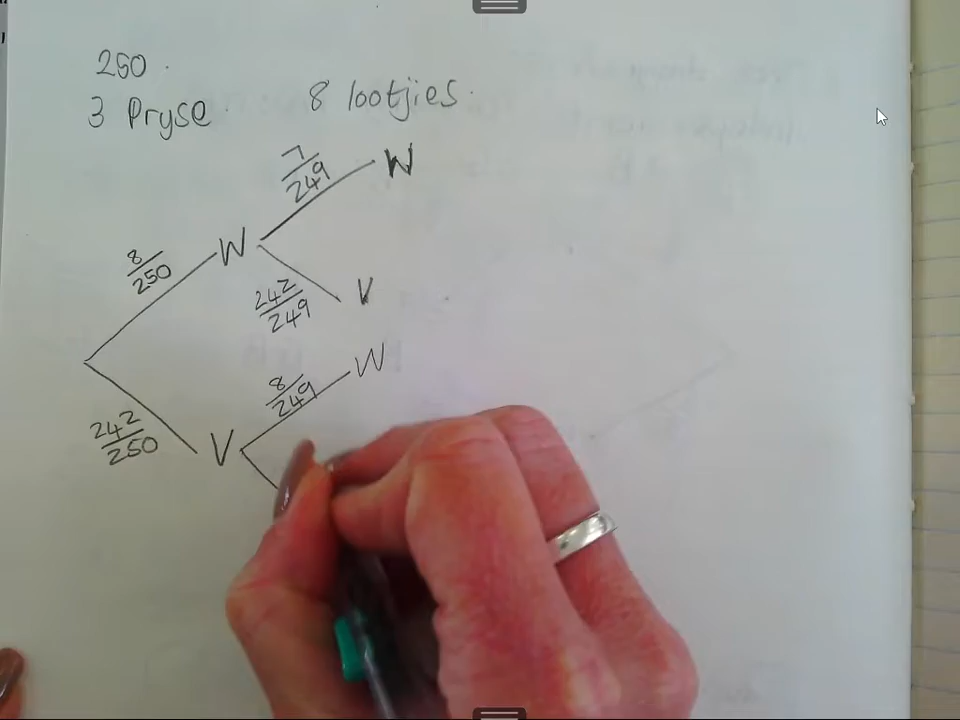 250.
3 Pryse. 8 lootjies.
7/249 W
8/250 W
242/249 V
8/249 W
242/250 V